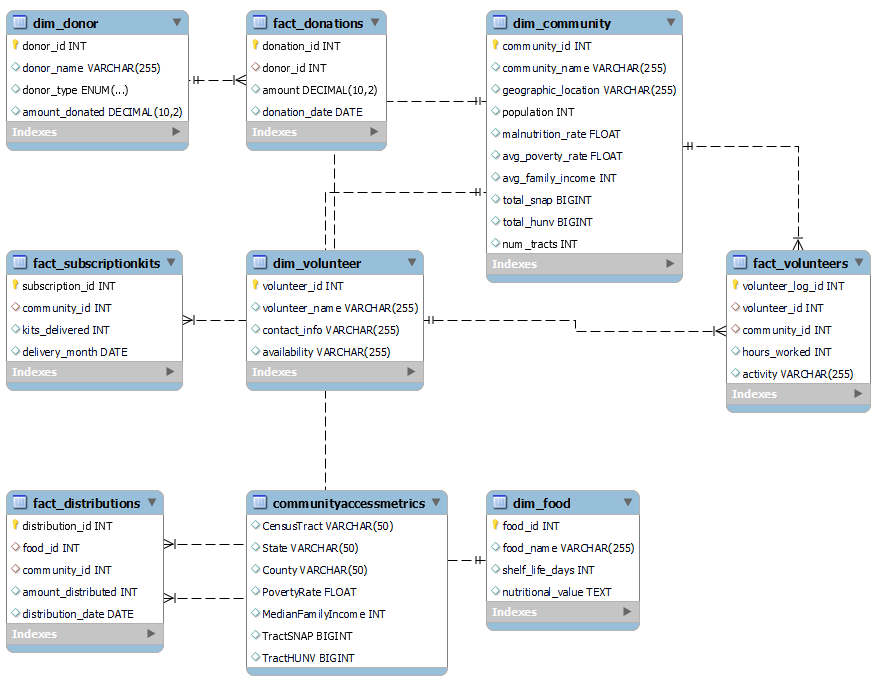 dim_donor
donor_id INT
donor_name VARCHAR(255)
donor_type ENUM(...)
amount_donated DECIMAL(10,2)
Indexes
fact_donations
donation_id INT
donor_id INT
amount DECIMAL(10,2)
donation_date DATE
Indexes
dim_community
community_id INT
community_name VARCHAR(255)
geographic_location VARCHAR(255)
population INT
malnutrition_rate FLOAT
avg_poverty_rate FLOAT
avg_family_income INT
total_snap BIGINT
total_hunv BIGINT
num_tracts INT
Indexes
fact_subscriptionkits
subscription_id INT
community_id INT
kits_delivered INT
delivery_month DATE
Indexes
dim_volunteer
volunteer_id INT
volunteer_name VARCHAR(255)
contact_info VARCHAR(255)
availability VARCHAR(255)
Indexes
fact_volunteers
volunteer_log_id INT
volunteer_id INT
community_id INT
hours_worked INT
activity VARCHAR(255)
Indexes
fact_distributions
distribution_id INT
food_id INT
community_id INT
amount_distributed INT
distribution_date DATE
Indexes
communityaccessmetrics
CensusTract VARCHAR(50)
State VARCHAR(50)
County VARCHAR(50)
PovertyRate FLOAT
MedianFamilyIncome INT
TractSNAP BIGINT
TractHUNV BIGINT
dim_food
food_id INT
food_name VARCHAR(255)
shelf_life_days INT
nutritional_value TEXT
Indexes